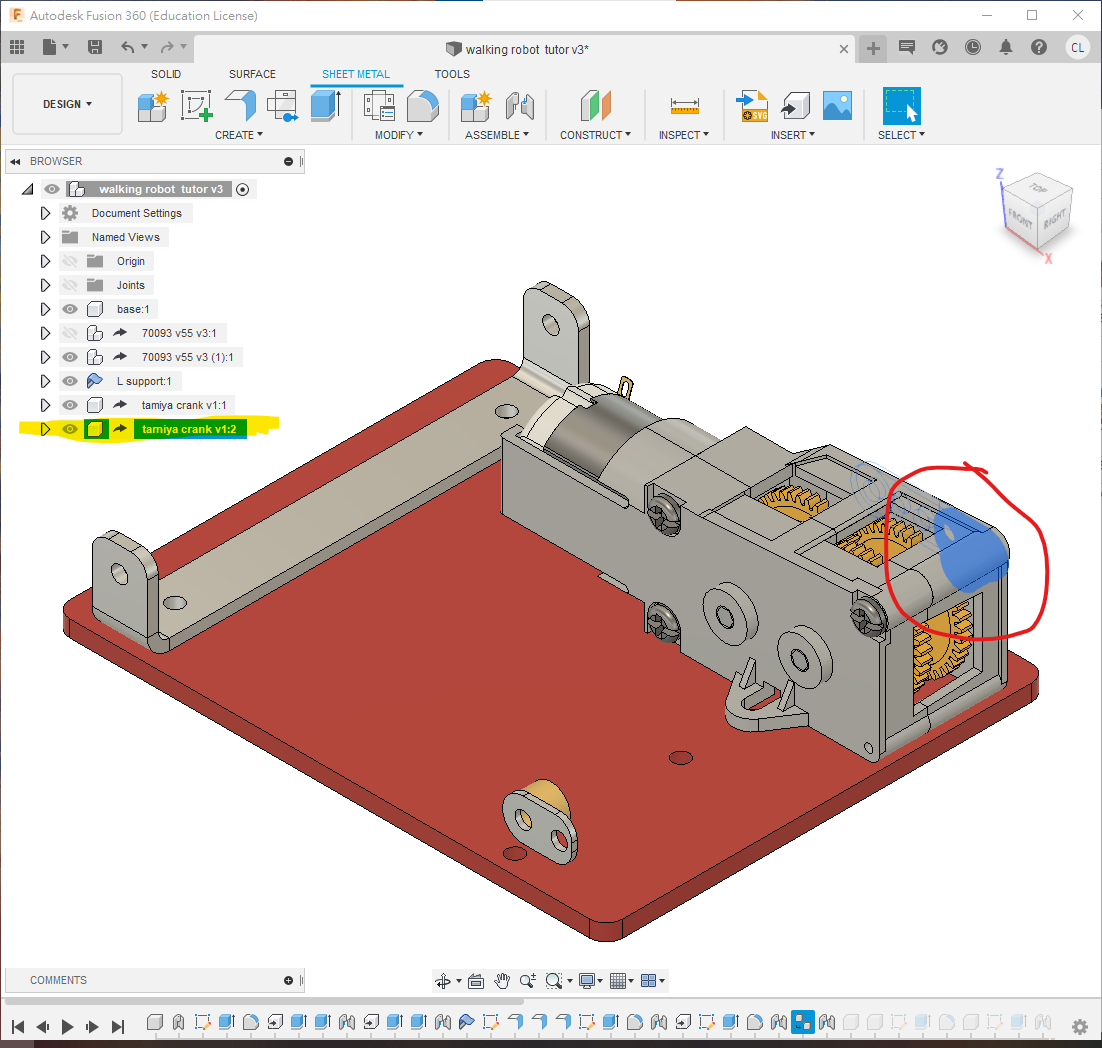 Autodesk Fusion 360 (Education License)
walking robot tutor v3*
CL
SOLID SURFACE SHEET METAL TOOLS
DESIGN
SVG
CREATE MODIFY ASSEMBLE CONSTRUCT INSPECT INSERT SELECT
BROWSER
walking robot tutor v3
Document Settings
Named Views
Origin
Joints
base:1
70093 v55 v3:1
70093 v55 v3 (1):1
L support:1
tamiya crank v1:1
tamiya crank v1:2
Z
TOP
FRONT RIGHT
X
COMMENTS